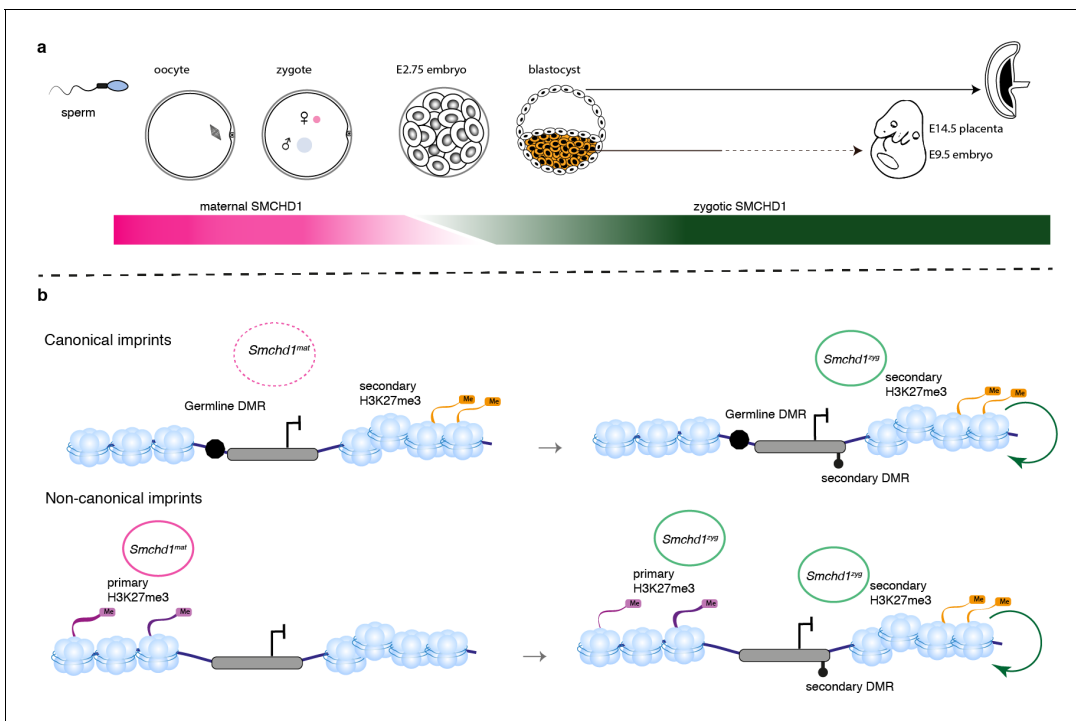 a
oocyte
zygote
E2.75 embryo
blastocyst
sperm
♀
♂
E14.5 placenta
E9.5 embryo
maternal SMCHD1
zygotic SMCHD1
b
Canonical imprints
Smchd1mat
secondary
H3K27me3
Me
Me
Germline DMR
Smchd1zyg
secondary
H3K27me3
Me
Me
Germline DMR
secondary DMR
Non-canonical imprints
Smchd1mat
primary
H3K27me3
Me
Me
Smchd1zyg
primary
H3K27me3
Me
Me
Smchd1zyg
secondary
H3K27me3
Me
Me
secondary DMR